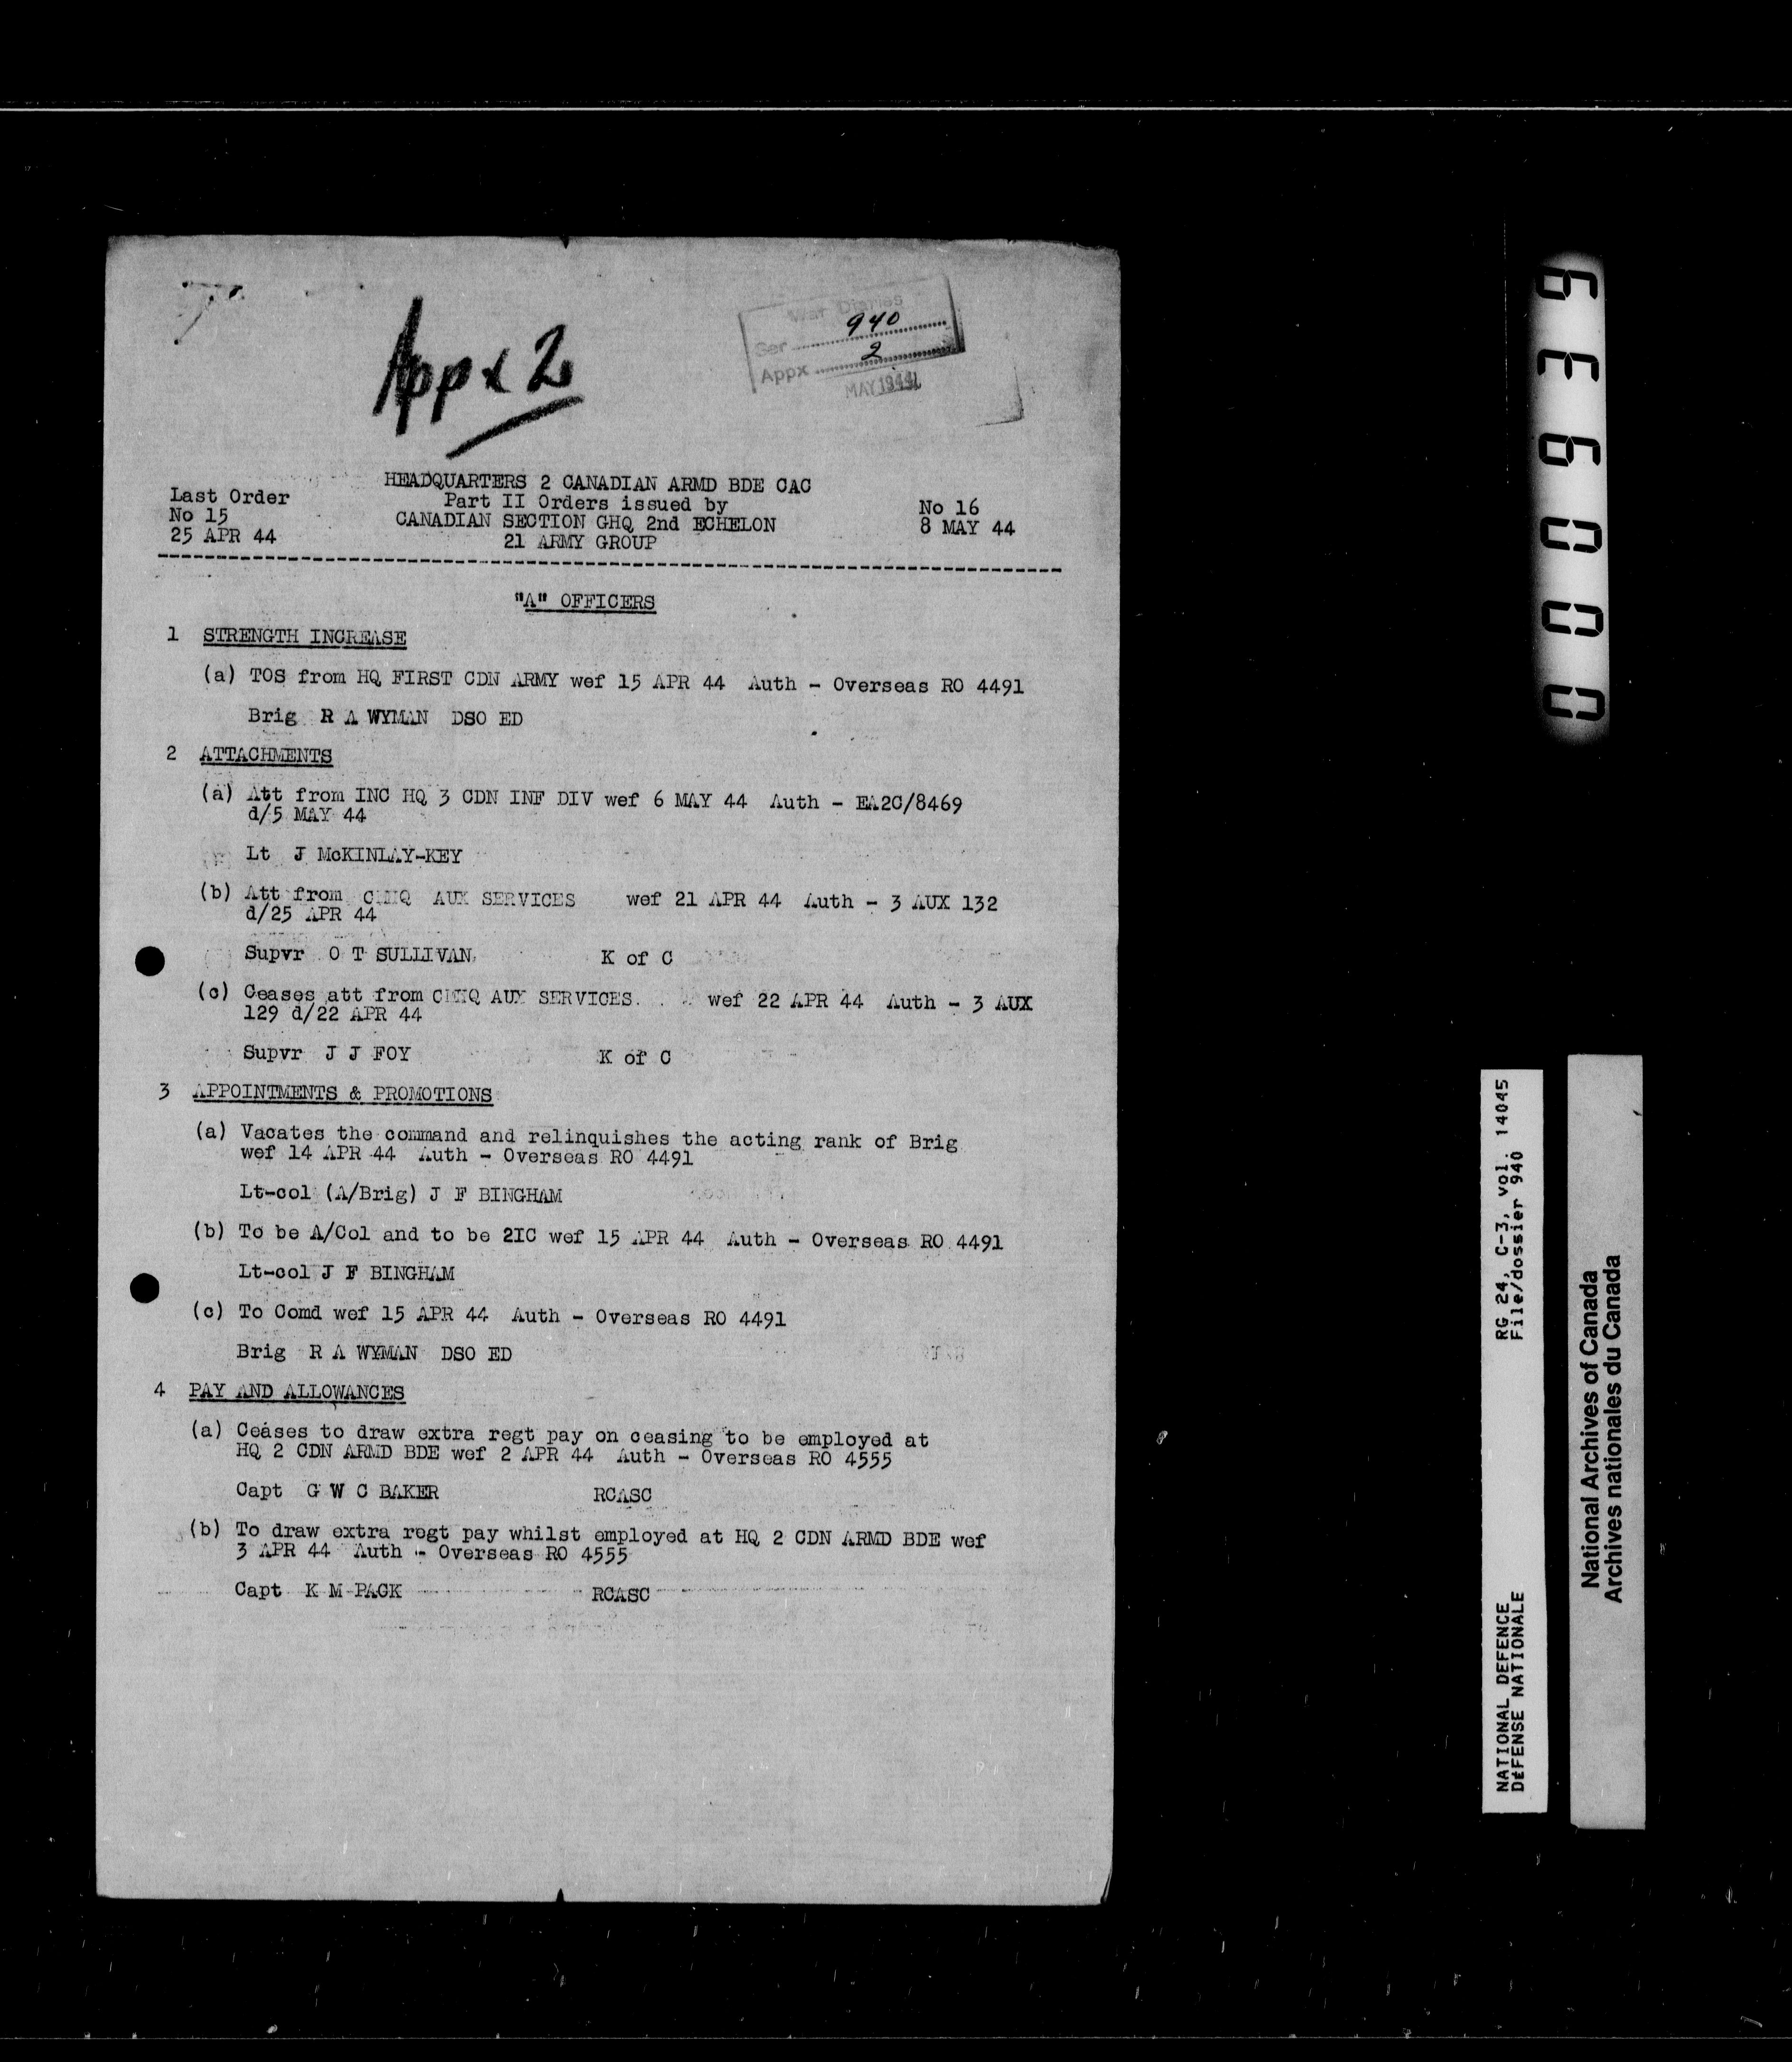 Appx 2
War Diaries
Ser 940
Appx 2
MAY 1944
HEADQUARTERS 2 CANADIAN ARMD BDE CAC
Part II Orders issued by
CANADIAN SECTION GHQ 2nd ECHELON
21 ARMY GROUP
Last Order
No 15
25 APR 44
No 16
8 MAY 44
"A" OFFICERS
1 STRENGTH INCREASE
(a) TOS from HQ FIRST CDN ARMY wef 15 APR 44 Auth - Overseas RO 4491
Brig R A WYMAN DSO ED
2 ATTACHMENTS
(a) Att from INC HQ 3 CDN INF DIV wef 6 MAY 44 Auth - EA2C/8469
d/5 MAY 44
Lt J McKINLAY-KEY
(b) Att from CMHQ AUX SERVICES wef 21 APR 44 Auth - 3 AUX 132
d/25 APR 44
Supvr O T SULLIVAN K of C
(c) Ceases att from CMHQ AUX SERVICES. wef 22 APR 44 Auth - 3 AUX
129 d/22 APR 44
Supvr J J FOY K of C
3 APPOINTMENTS & PROMOTIONS
(a) Vacates the command and relinquishes the acting rank of Brig
wef 14 APR 44 Auth - Overseas RO 4491
Lt-col (A/Brig) J F BINGHAM
(b) To be A/Col and to be 2IC wef 15 APR 44 Auth - Overseas RO 4491
Lt-col J F BINGHAM
(c) To Comd wef 15 APR 44 Auth - Overseas RO 4491
Brig R A WYMAN DSO ED
4 PAY AND ALLOWANCES
(a) Ceases to draw extra regt pay on ceasing to be employed at
HQ 2 CDN ARMD BDE wef 2 APR 44 Auth - Overseas RO 4555
Capt G W C BAKER RCASC
(b) To draw extra regt pay whilst employed at HQ 2 CDN ARMD BDE wef
3 APR 44 Auth - Overseas RO 4555
Capt K M PACK RCASC
000939
RG 24, C-3, vol. 14045
File/dossier 940
NATIONAL DEFENCE
DÉFENSE NATIONALE
National Archives of Canada
Archives nationales du Canada